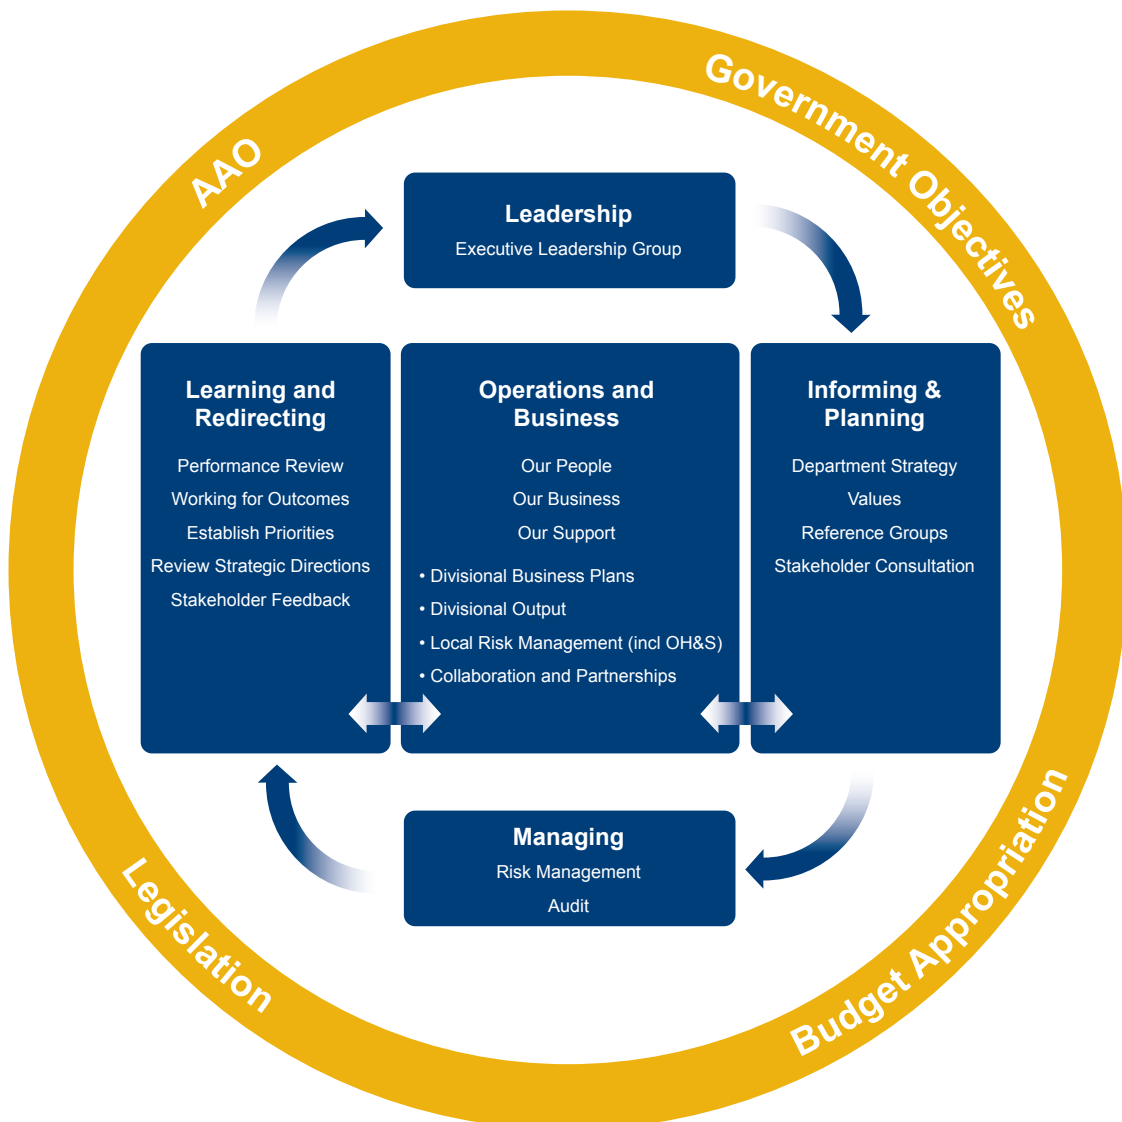 AAO
Government Objectives
Leadership
Executive Leadership Group
Learning and
Redirecting
Performance Review
Working for Outcomes
Establish Priorities
Review Strategic Directions
Stakeholder Feedback
Operations and
Business
Our People
Our Business
Our Support
• Divisional Business Plans
• Divisional Output
• Local Risk Management (incl OH&S)
• Collaboration and Partnerships
Informing &
Planning
Department Strategy
Values
Reference Groups
Stakeholder Consultation
Managing
Risk Management
Audit
Legislation
Budget Appropriation